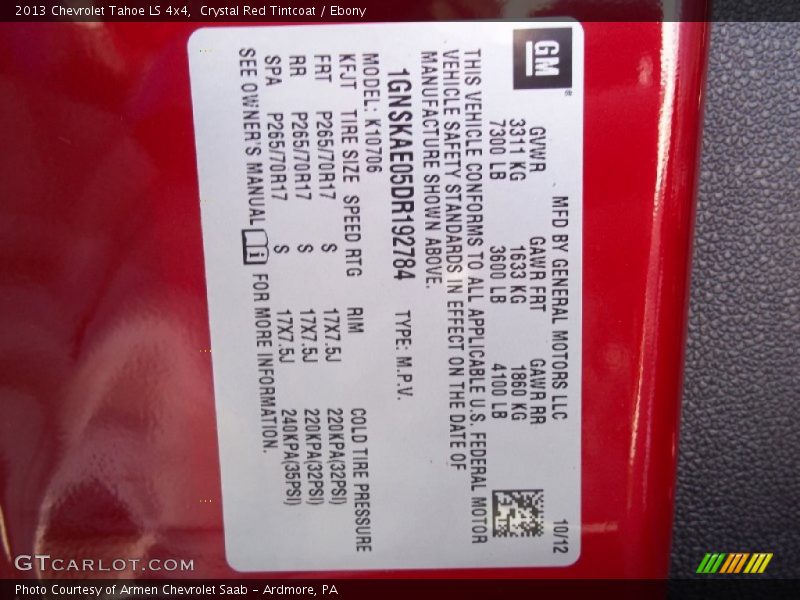 2013 Chevrolet Tahoe LS 4x4, Crystal Red Tintcoat / Ebony
GM
®
MFD BY GENERAL MOTORS LLC 10/12
GVWR GAWR FRT GAWR RR
3311 KG 1633 KG 1860 KG
7300 LB 3600 LB 4100 LB
THIS VEHICLE CONFORMS TO ALL APPLICABLE U.S. FEDERAL MOTOR
VEHICLE SAFETY STANDARDS IN EFFECT ON THE DATE OF
MANUFACTURE SHOWN ABOVE.
1GNSKAE05DR192784 TYPE: M.P.V.
MODEL: K10706
KFJT TIRE SIZE SPEED RTG RIM COLD TIRE PRESSURE
FRT P265/70R17 S 17X7.5J 220KPA(32PSI)
RR P265/70R17 S 17X7.5J 220KPA(32PSI)
SPA P265/70R17 S 17X7.5J 240KPA(35PSI)
SEE OWNER'S MANUAL i FOR MORE INFORMATION.
GTCARLOT.COM
Photo Courtesy of Armen Chevrolet Saab - Ardmore, PA